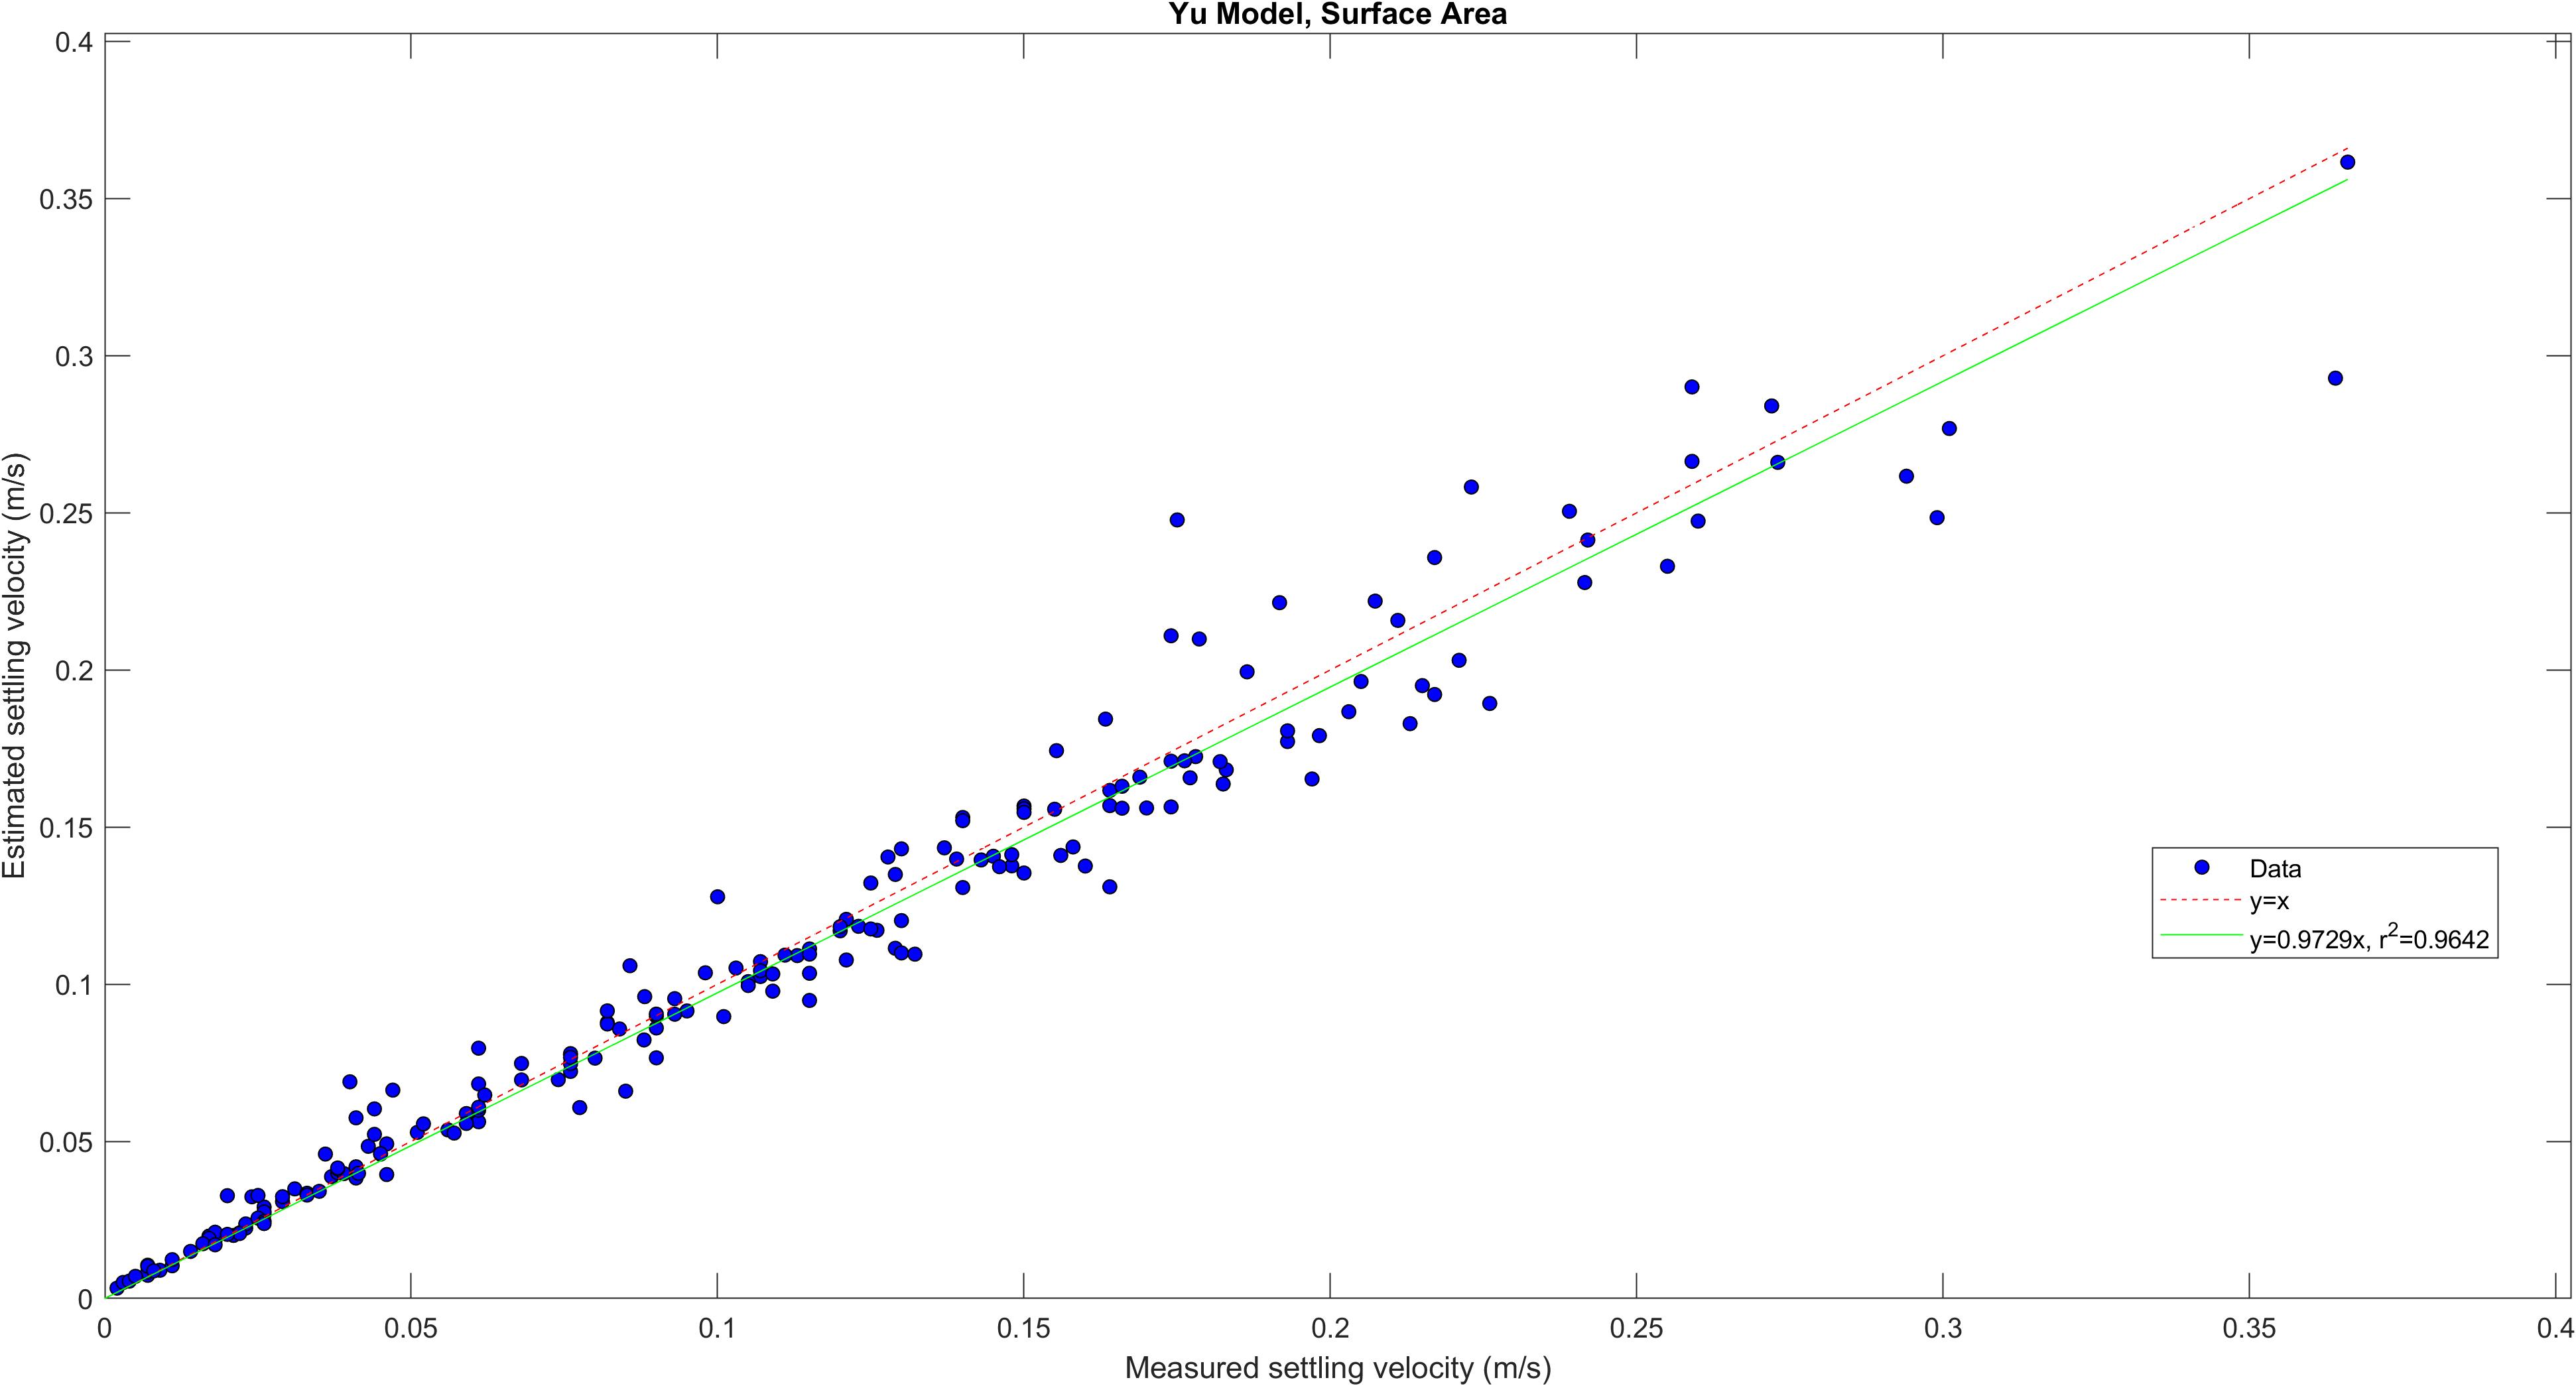 Yu Model, Surface Area
0.4
0.35
0.3
0.25
0.2
0.15
0.1
0.05
0
Estimated settling velocity (m/s)
Data
y=x
y=0.9729x, r²=0.9642
0 0.05 0.1 0.15 0.2 0.25 0.3 0.35 0.4
Measured settling velocity (m/s)